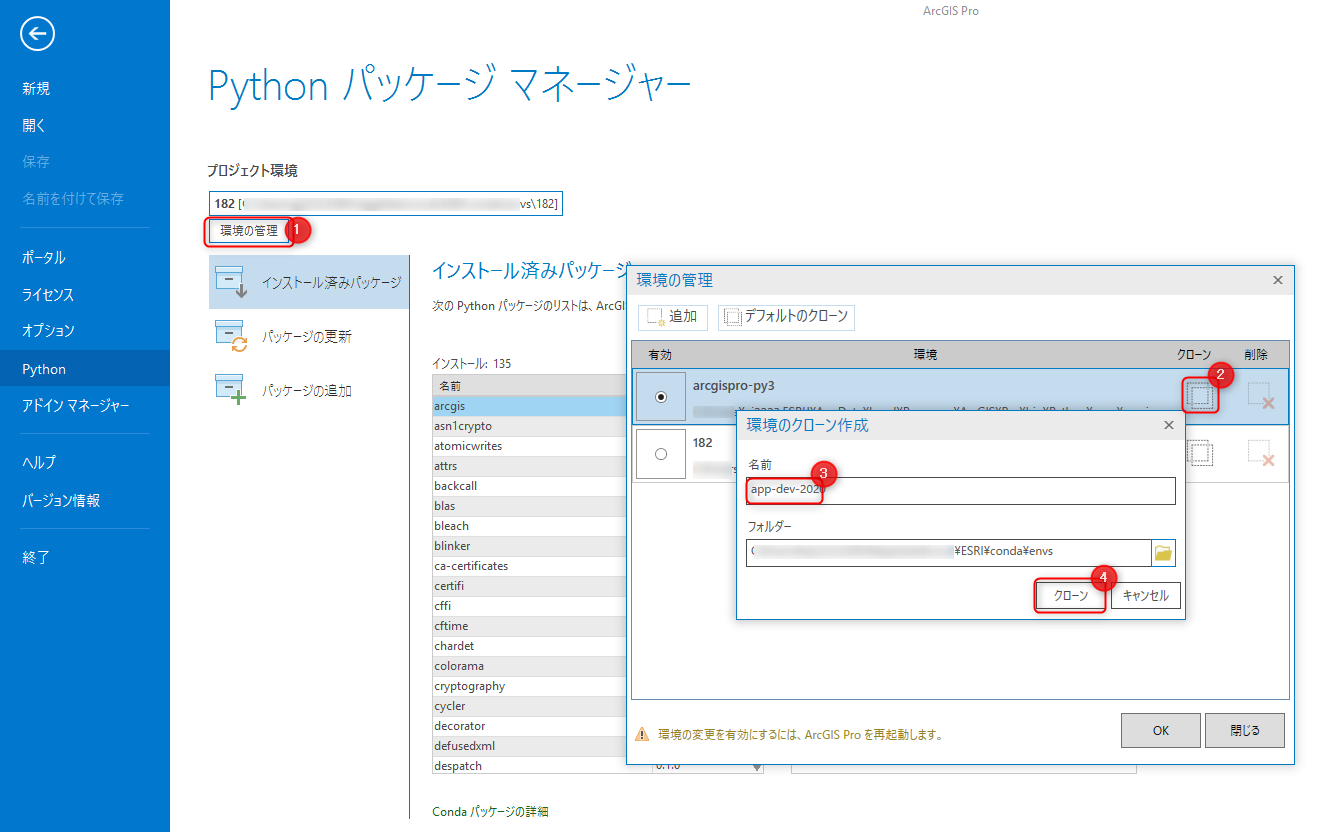 ArcGIS Pro
新規
開く
保存
名前を付けて保存
ポータル
ライセンス
オプション
Python
アドイン マネージャー
ヘルプ
バージョン情報
終了
Python パッケージ マネージャー
プロジェクト環境
182 [ vs\182]
環境の管理 1
インストール済みパッケージ
パッケージの更新
パッケージの追加
インストール済みパッケージ
次の Python パッケージのリストは、ArcGI
インストール: 135
名前
arcgis
asn1crypto
atomicwrites
attrs
backcall
blas
bleach
blinker
ca-certificates
certifi
cffi
cftime
chardet
colorama
cryptography
cycler
decorator
defusedxml
despatch
Conda パッケージの詳細
環境の管理
追加
デフォルトのクローン
有効 環境 クローン 削除
arcgispro-py3
2
182
環境のクローン作成
名前
3
app-dev-2020
フォルダー
¥ESRI¥conda¥envs
4
クローン キャンセル
環境の変更を有効にするには、ArcGIS Pro を再起動します。
OK 閉じる